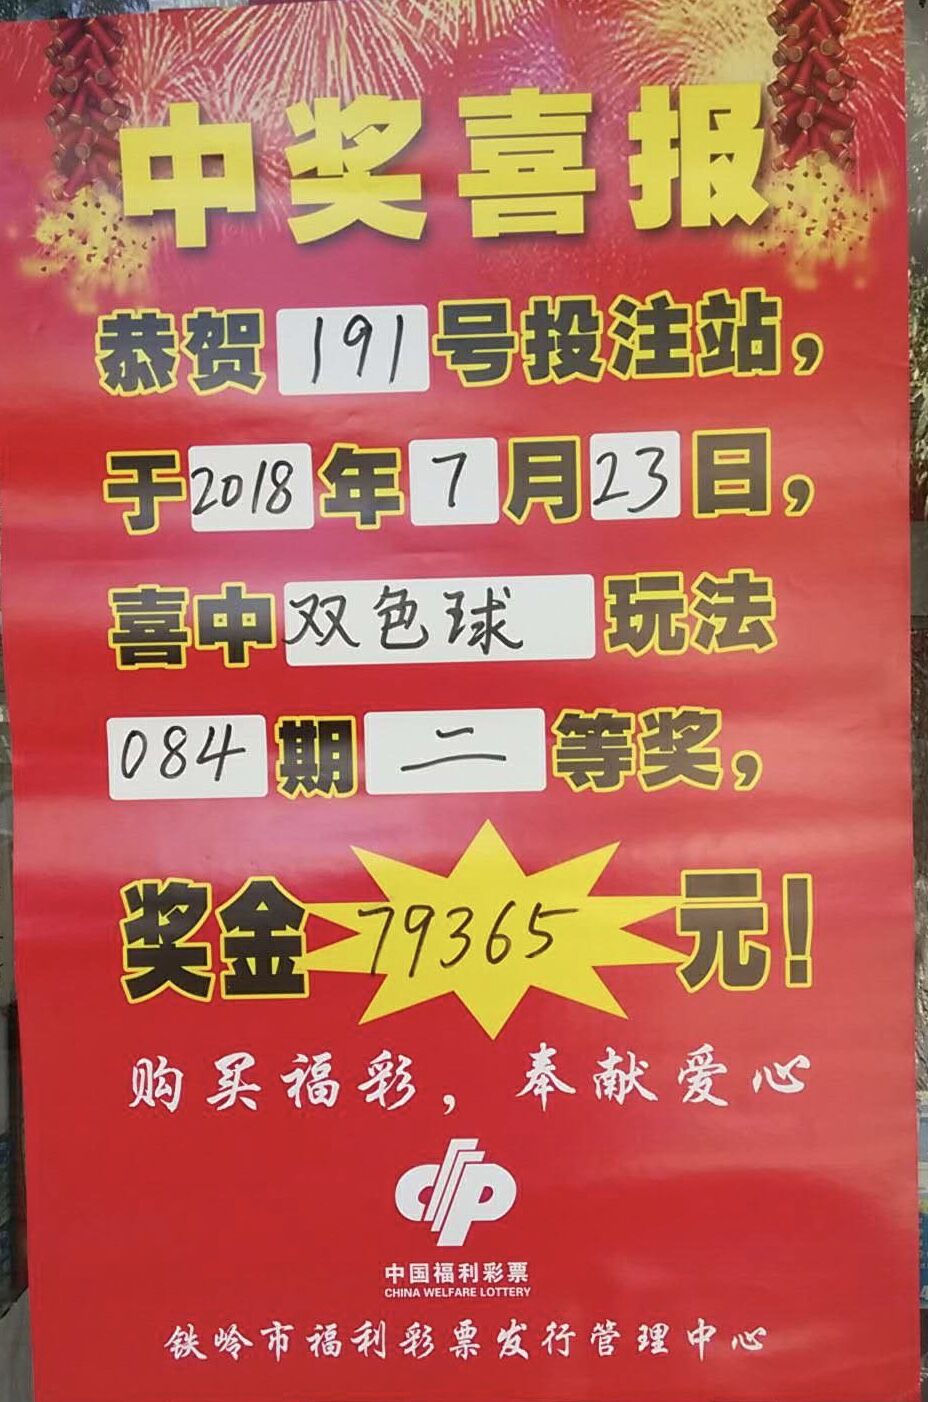 中奖喜报
恭贺191号投注站，
于2018年7月23日，
喜中双色球玩法
084期二等奖，
奖金79365元！
购买福彩，奉献爱心
中国福利彩票
CHINA WELFARE LOTTERY
铁岭市福利彩票发行管理中心